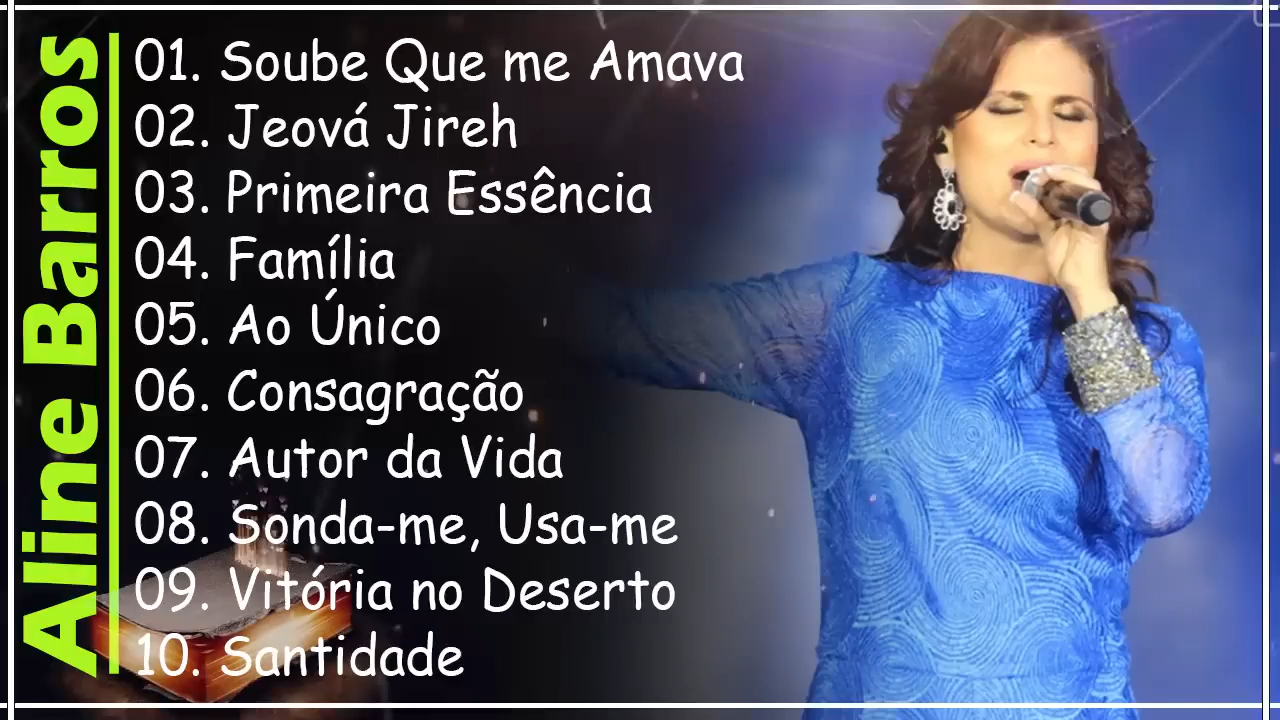 Aline Barros
01. Soube Que me Amava
02. Jeová Jireh
03. Primeira Essência
04. Família
05. Ao Único
06. Consagração
07. Autor da Vida
08. Sonda-me, Usa-me
09. Vitória no Deserto
10. Santidade